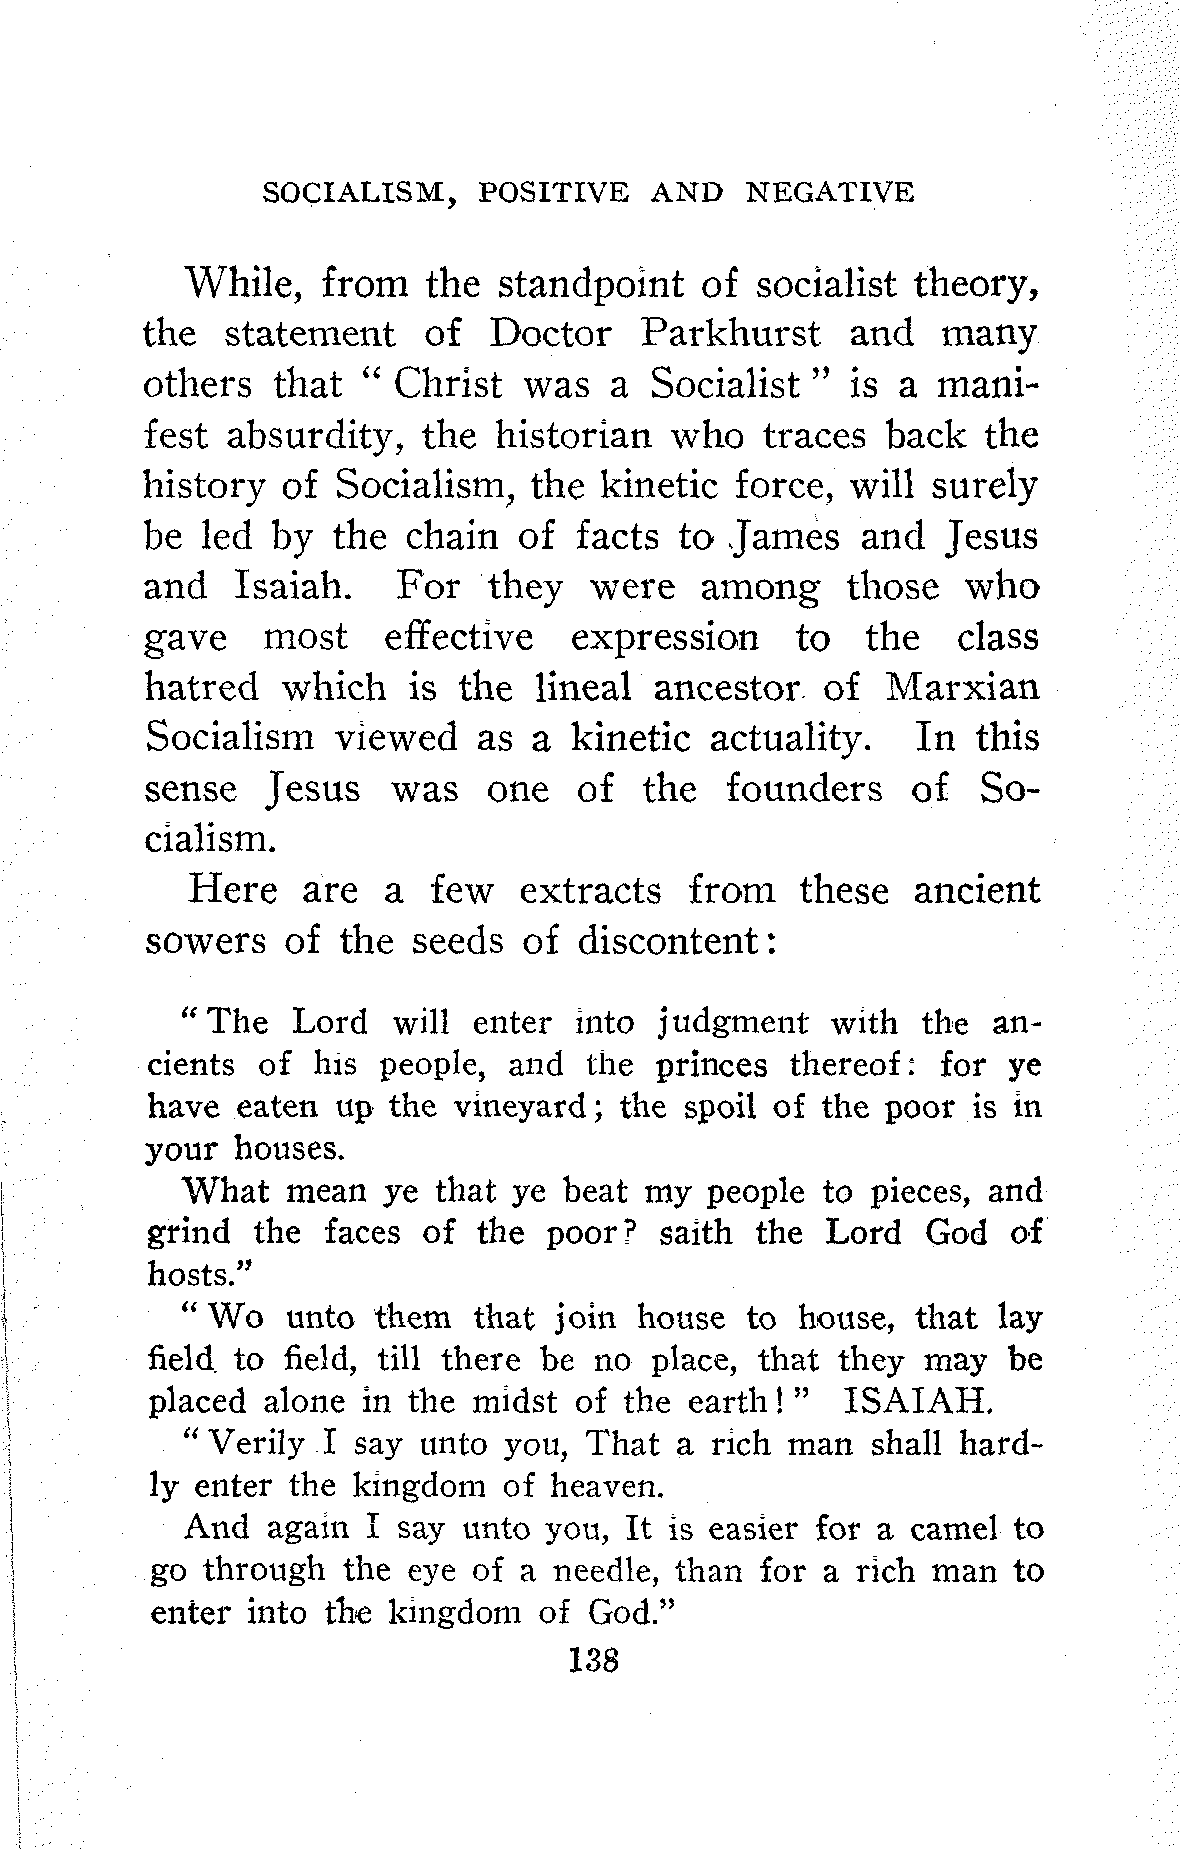 SOCIALISM, POSITIVE AND NEGATIVE
While, from the standpoint of socialist theory,
the statement of Doctor Parkhurst and many
others that " Christ was a Socialist " is a mani-
fest absurdity, the historian who traces back the
history of Socialism, the kinetic force, will surely
be led by the chain of facts to James and Jesus
and Isaiah. For they were among those who
gave most effective expression to the class
hatred which is the lineal ancestor of Marxian
Socialism viewed as a kinetic actuality. In this
sense Jesus was one of the founders of So-
cialism.
Here are a few extracts from these ancient
sowers of the seeds of discontent:
" The Lord will enter into judgment with the an-
cients of his people, and the princes thereof: for ye
have eaten up the vineyard; the spoil of the poor is in
your houses.
What mean ye that ye beat my people to pieces, and
grind the faces of the poor? saith the Lord God of
hosts."
" Wo unto them that join house to house, that lay
field to field, till there be no place, that they may be
placed alone in the midst of the earth! " ISAIAH.
" Verily I say unto you, That a rich man shall hard-
ly enter the kingdom of heaven.
And again I say unto you, It is easier for a camel to
go through the eye of a needle, than for a rich man to
enter into the kingdom of God."
138